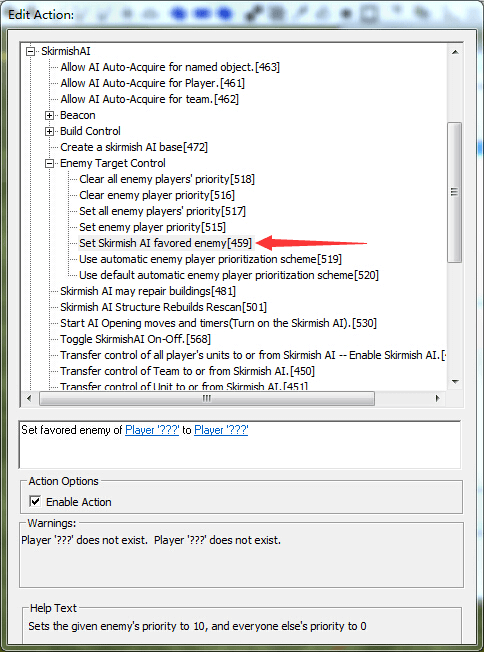 Edit Action:
SkirmishAI
Allow AI Auto-Acquire for named object.[463]
Allow AI Auto-Acquire for Player.[461]
Allow AI Auto-Acquire for team.[462]
Beacon
Build Control
Create a skirmish AI base[472]
Enemy Target Control
Clear all enemy players' priority[518]
Clear enemy player priority[516]
Set all enemy players' priority[517]
Set enemy player priority[515]
Set Skirmish AI favored enemy[459]
Use automatic enemy player prioritization scheme[519]
Use default automatic enemy player prioritization scheme[520]
Skirmish AI may repair buildings[481]
Skirmish AI Structure Rebuilds Rescan[501]
Start AI Opening moves and timers(Turn on the Skirmish AI).[530]
Toggle SkirmishAI On-Off.[568]
Transfer control of all player's units to or from Skirmish AI -- Enable Skirmish AI.[4
Transfer control of Team to or from Skirmish AI.[450]
Transfer control of Unit to or from Skirmish AI.[451]
Set favored enemy of Player '???' to Player '???'
Action Options
Enable Action
Warnings:
Player '???' does not exist.  Player '???' does not exist.
Help Text
Sets the given enemy's priority to 10, and everyone else's priority to 0